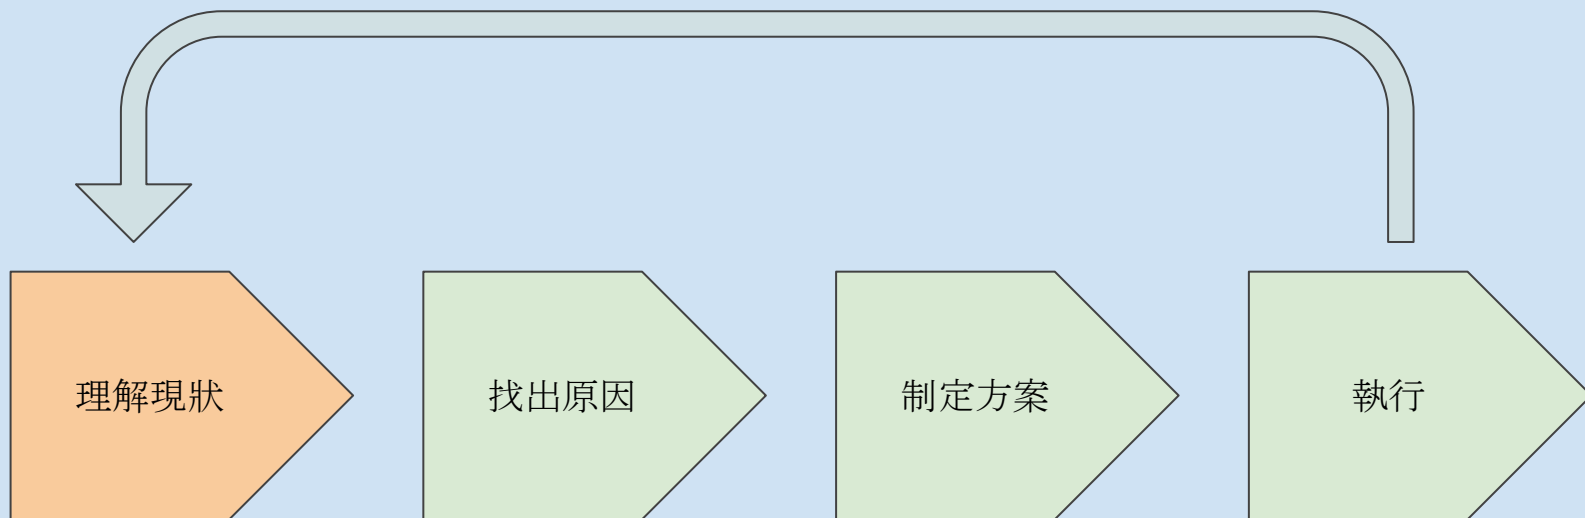 理解現狀
找出原因
制定方案
執行